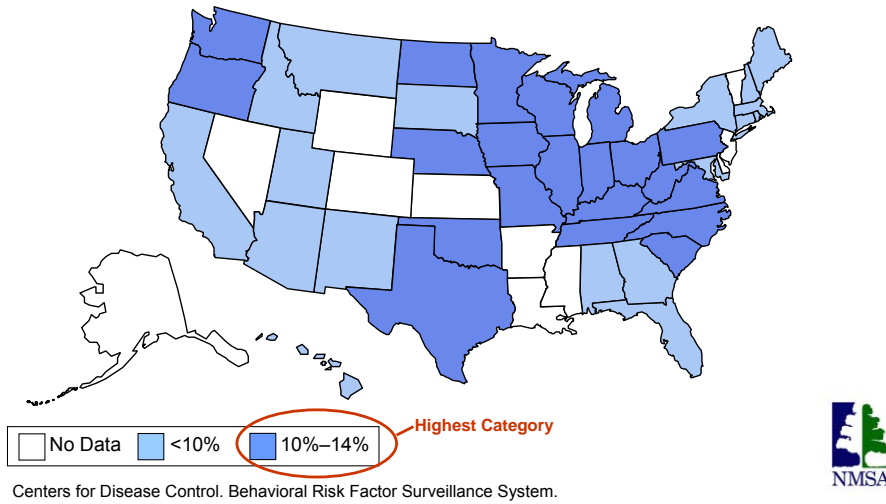 Highest Category
No Data <10% 10%–14%
NMSA
Centers for Disease Control. Behavioral Risk Factor Surveillance System.